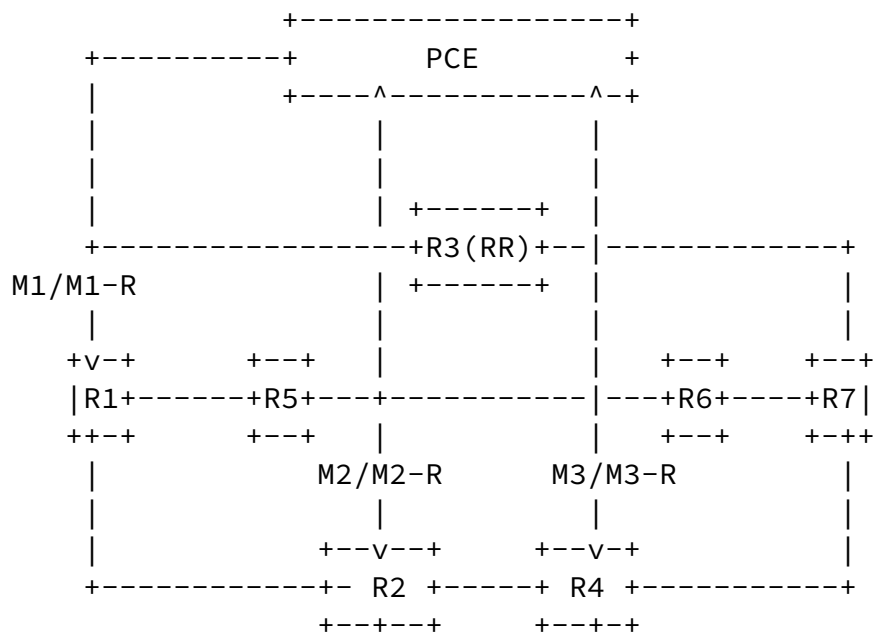 PCE
R3(RR)
M1/M1-R
R1 R5 R6 R7
M2/M2-R M3/M3-R
R2 R4